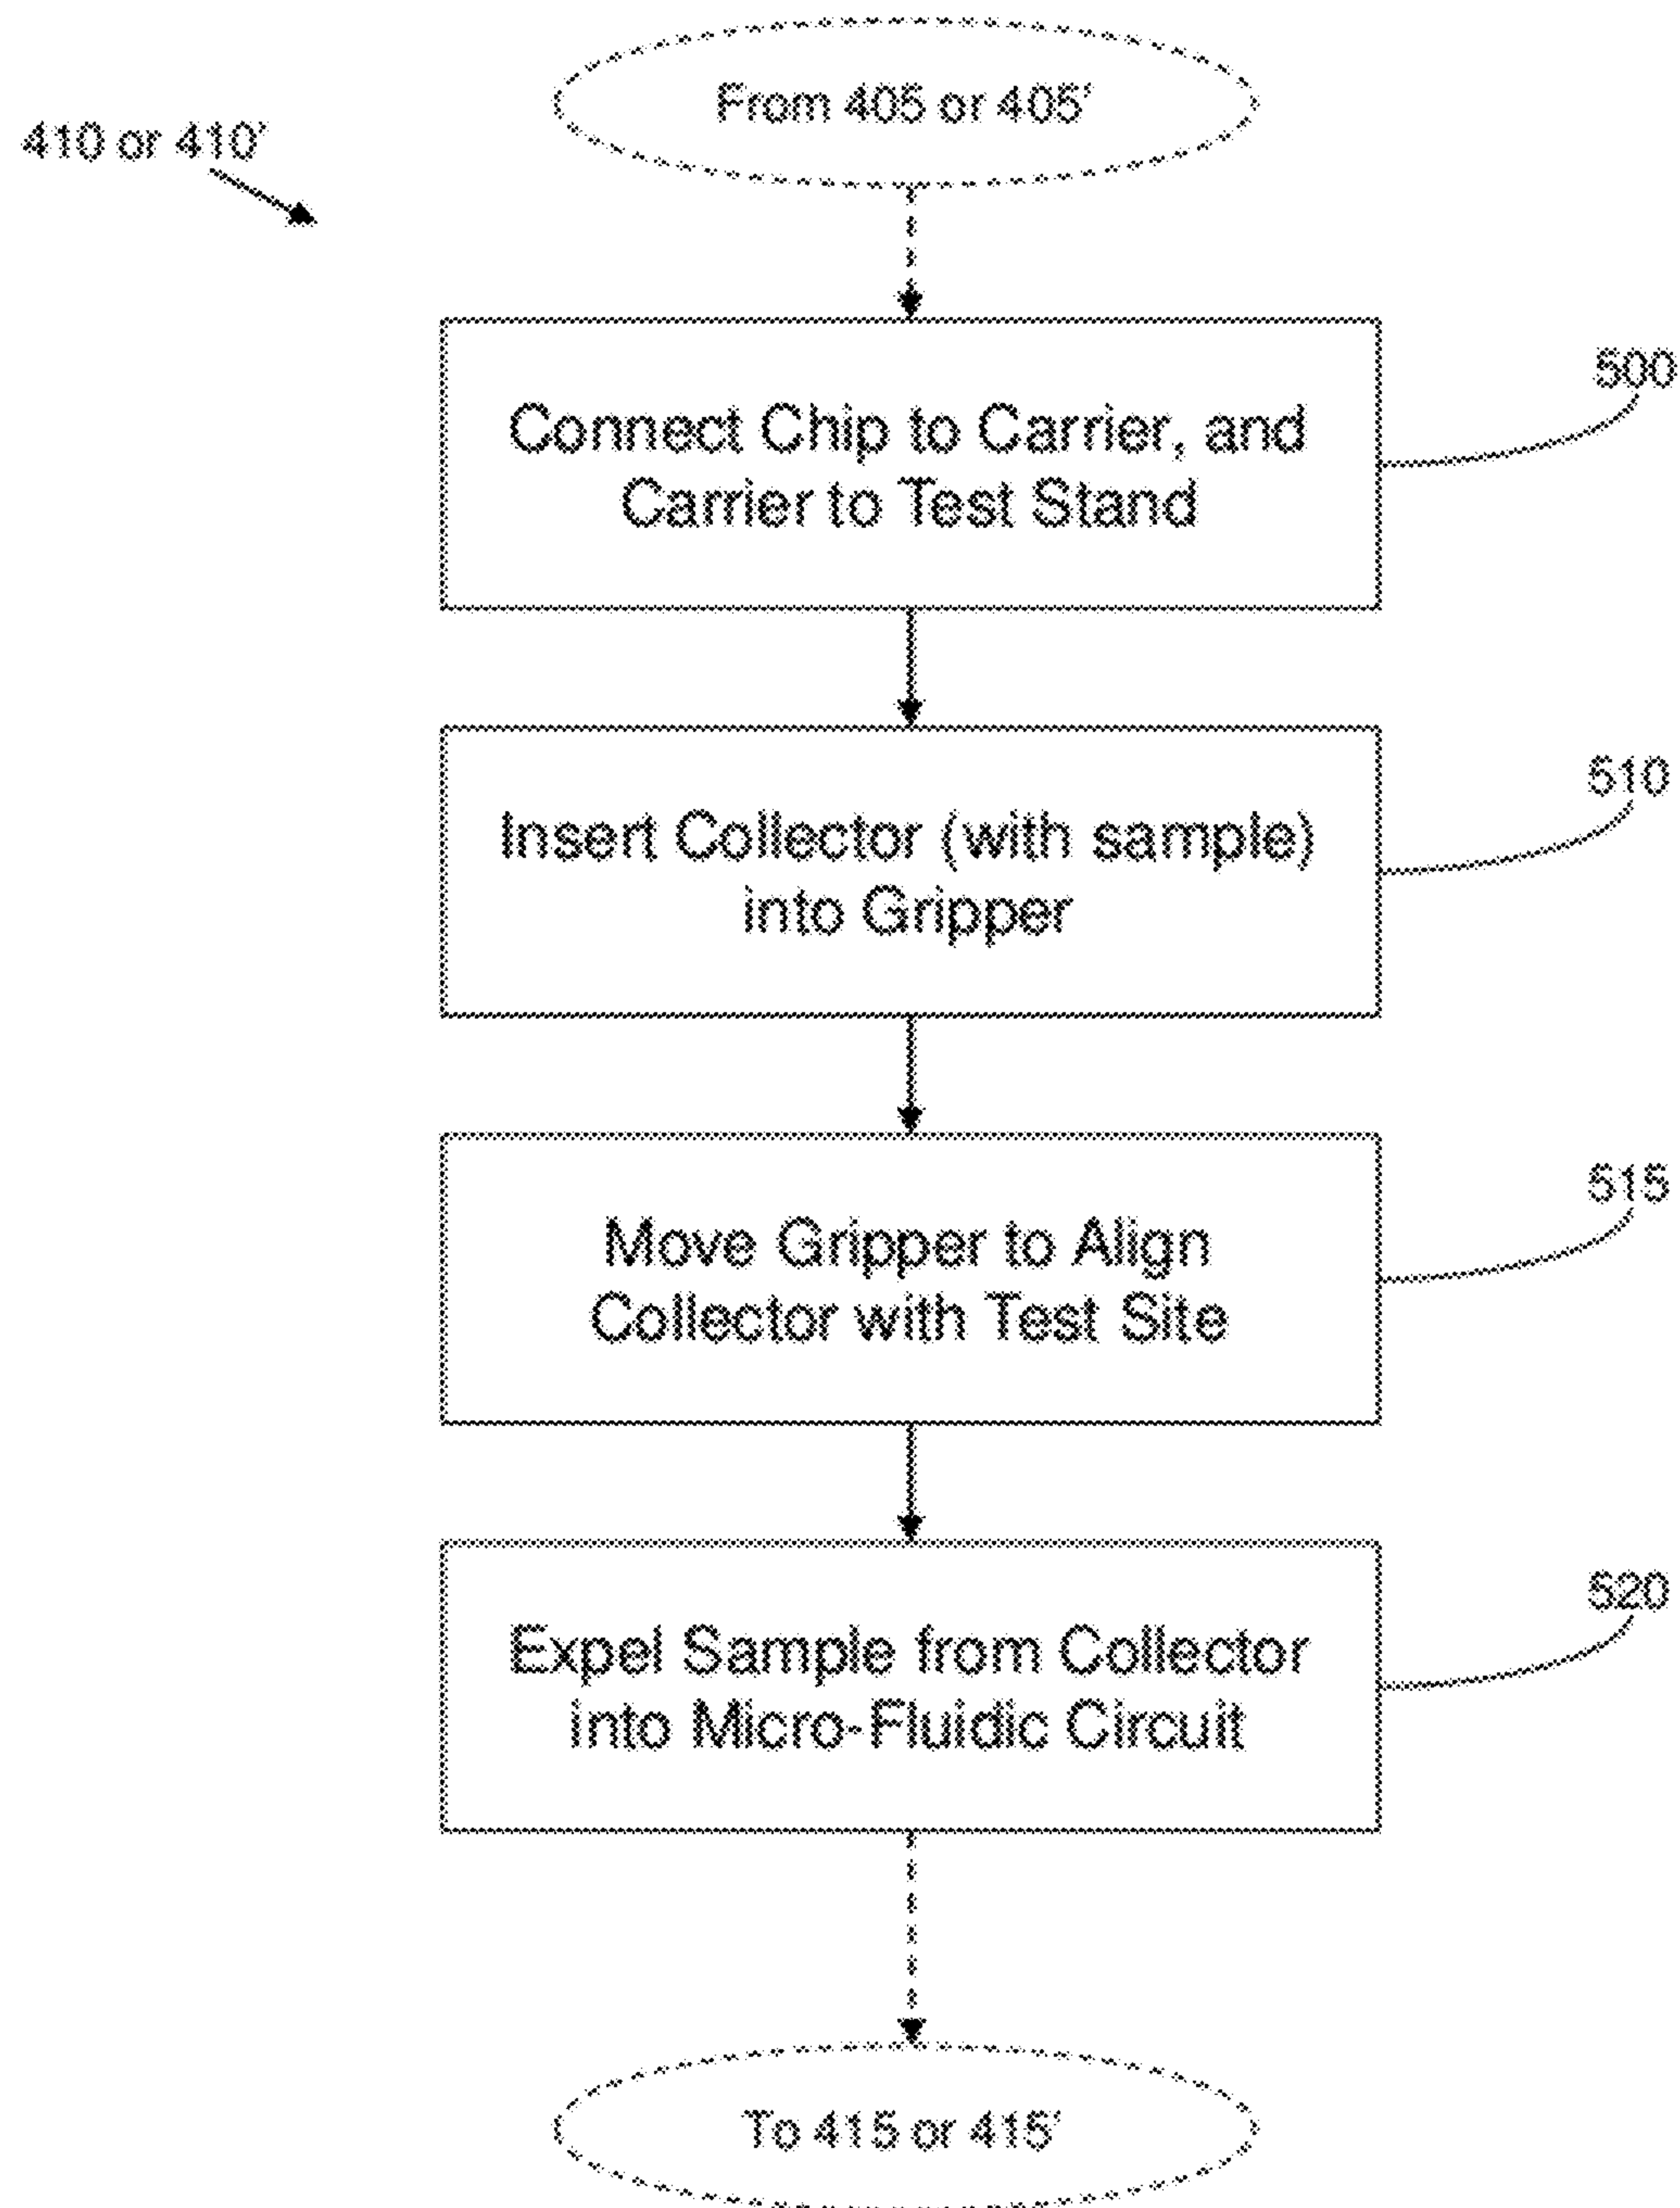 From 405 or 405'
410 or 410'
500
Connect Chip to Carrier, and
Carrier to Test Stand
510
Insert Collector (with sample)
into Gripper
515
Move Gripper to Align
Collector with Test Site
520
Expel Sample from Collector
into Micro-Fluidic Circuit
To 415 or 415'